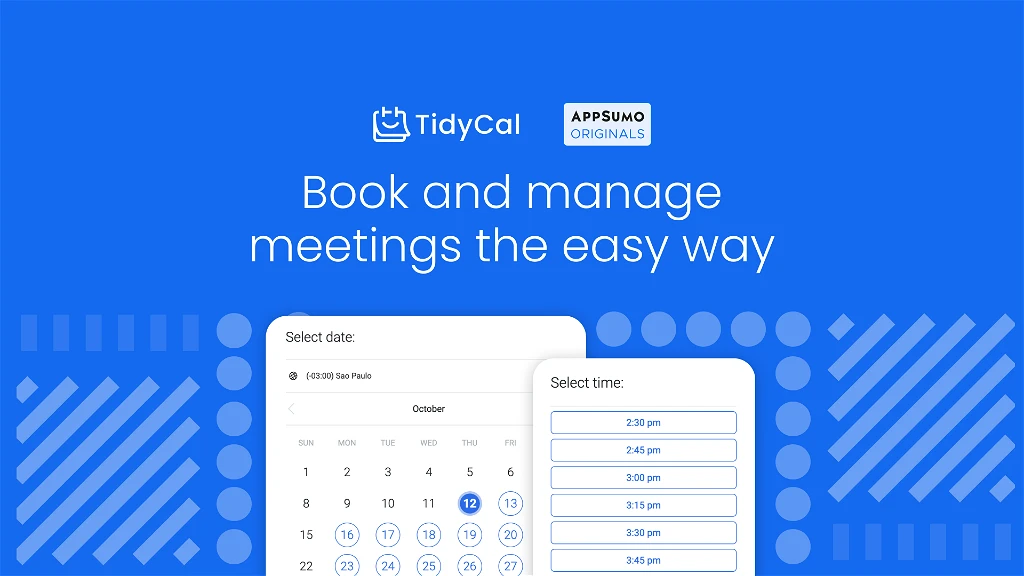 TidyCal
APPSUMO
ORIGINALS
Book and manage
meetings the easy way
Select date:
(-03:00) Sao Paulo
October
SUN MON TUE WED THU FRI
1 2 3 4 5 6
8 9 10 11 12 13
15 16 17 18 19 20
22 23 24 25 26 27
Select time:
2:30 pm
2:45 pm
3:00 pm
3:15 pm
3:30 pm
3:45 pm